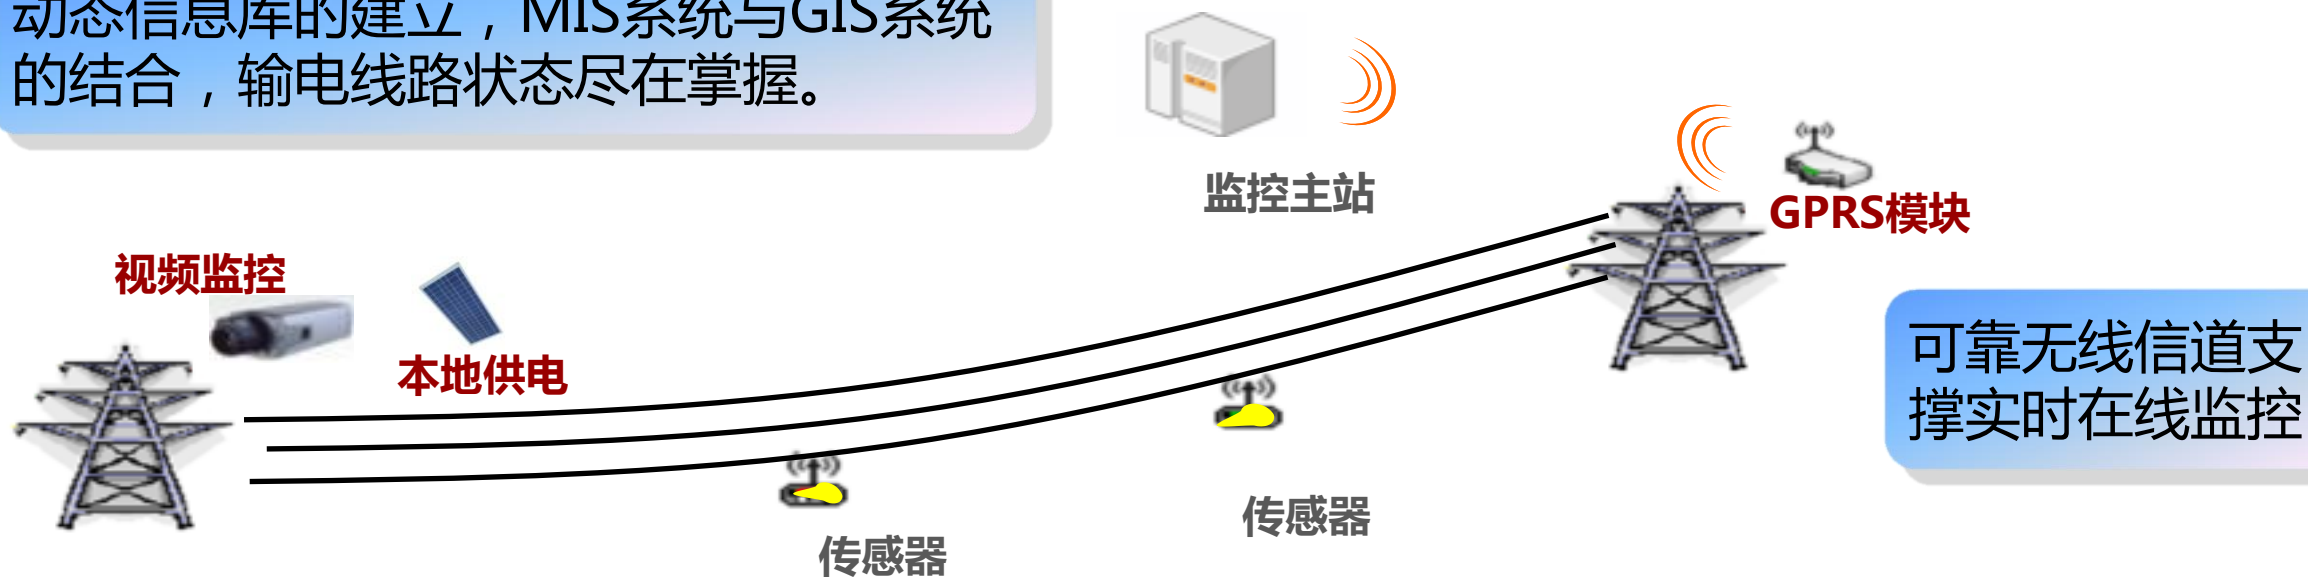 动态信息库的建立，MIS系统与GIS系统
的结合，输电线路状态尽在掌握。
监控主站
GPRS模块
视频监控
本地供电
可靠无线信道支
撑实时在线监控
传感器
传感器